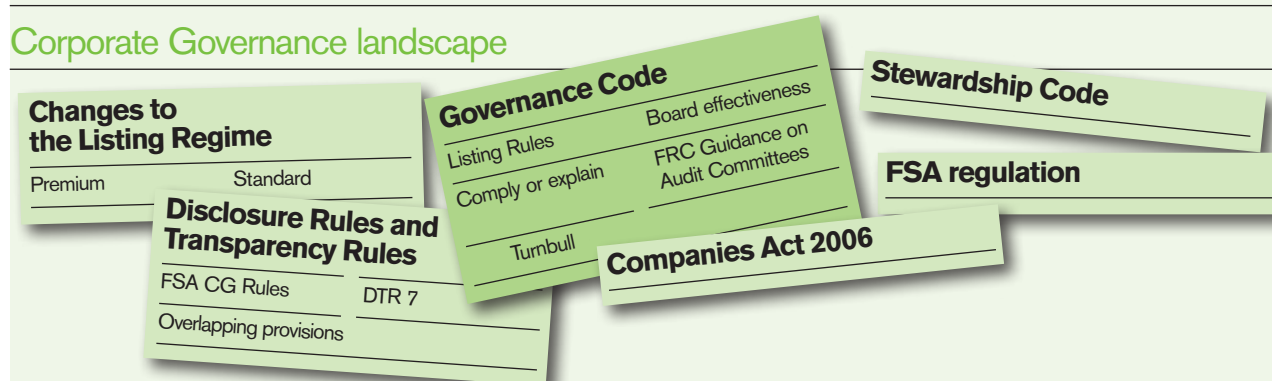 Corporate Governance landscape
Changes to
the Listing Regime
Premium Standard
Disclosure Rules and
Transparency Rules
FSA CG Rules DTR 7
Overlapping provisions
Governance Code
Listing Rules Board effectiveness
Comply or explain FRC Guidance on
Audit Committees
Turnbull
Companies Act 2006
Stewardship Code
FSA regulation